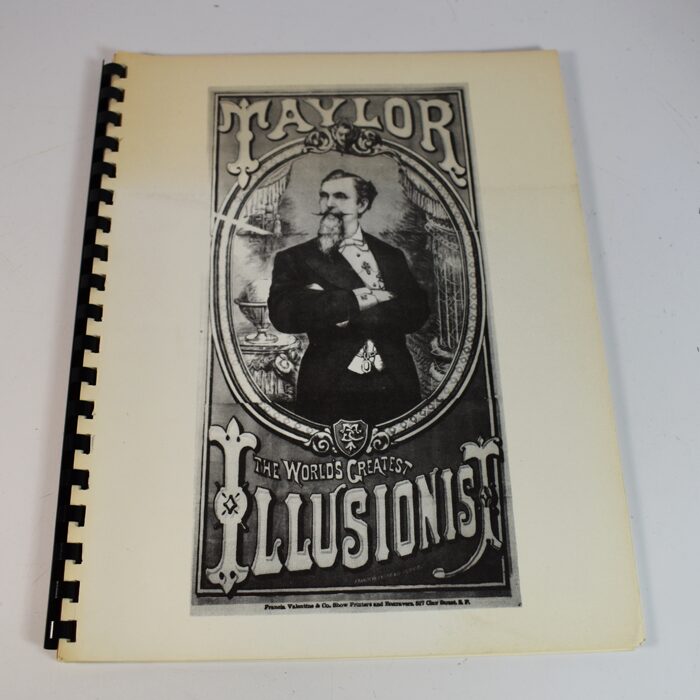 TAYLOR
THE WORLD'S GREATEST
ILLUSIONIST
Francis, Valentine & Co. Show Printers and Engravers. 517 Clay Street. S. F.